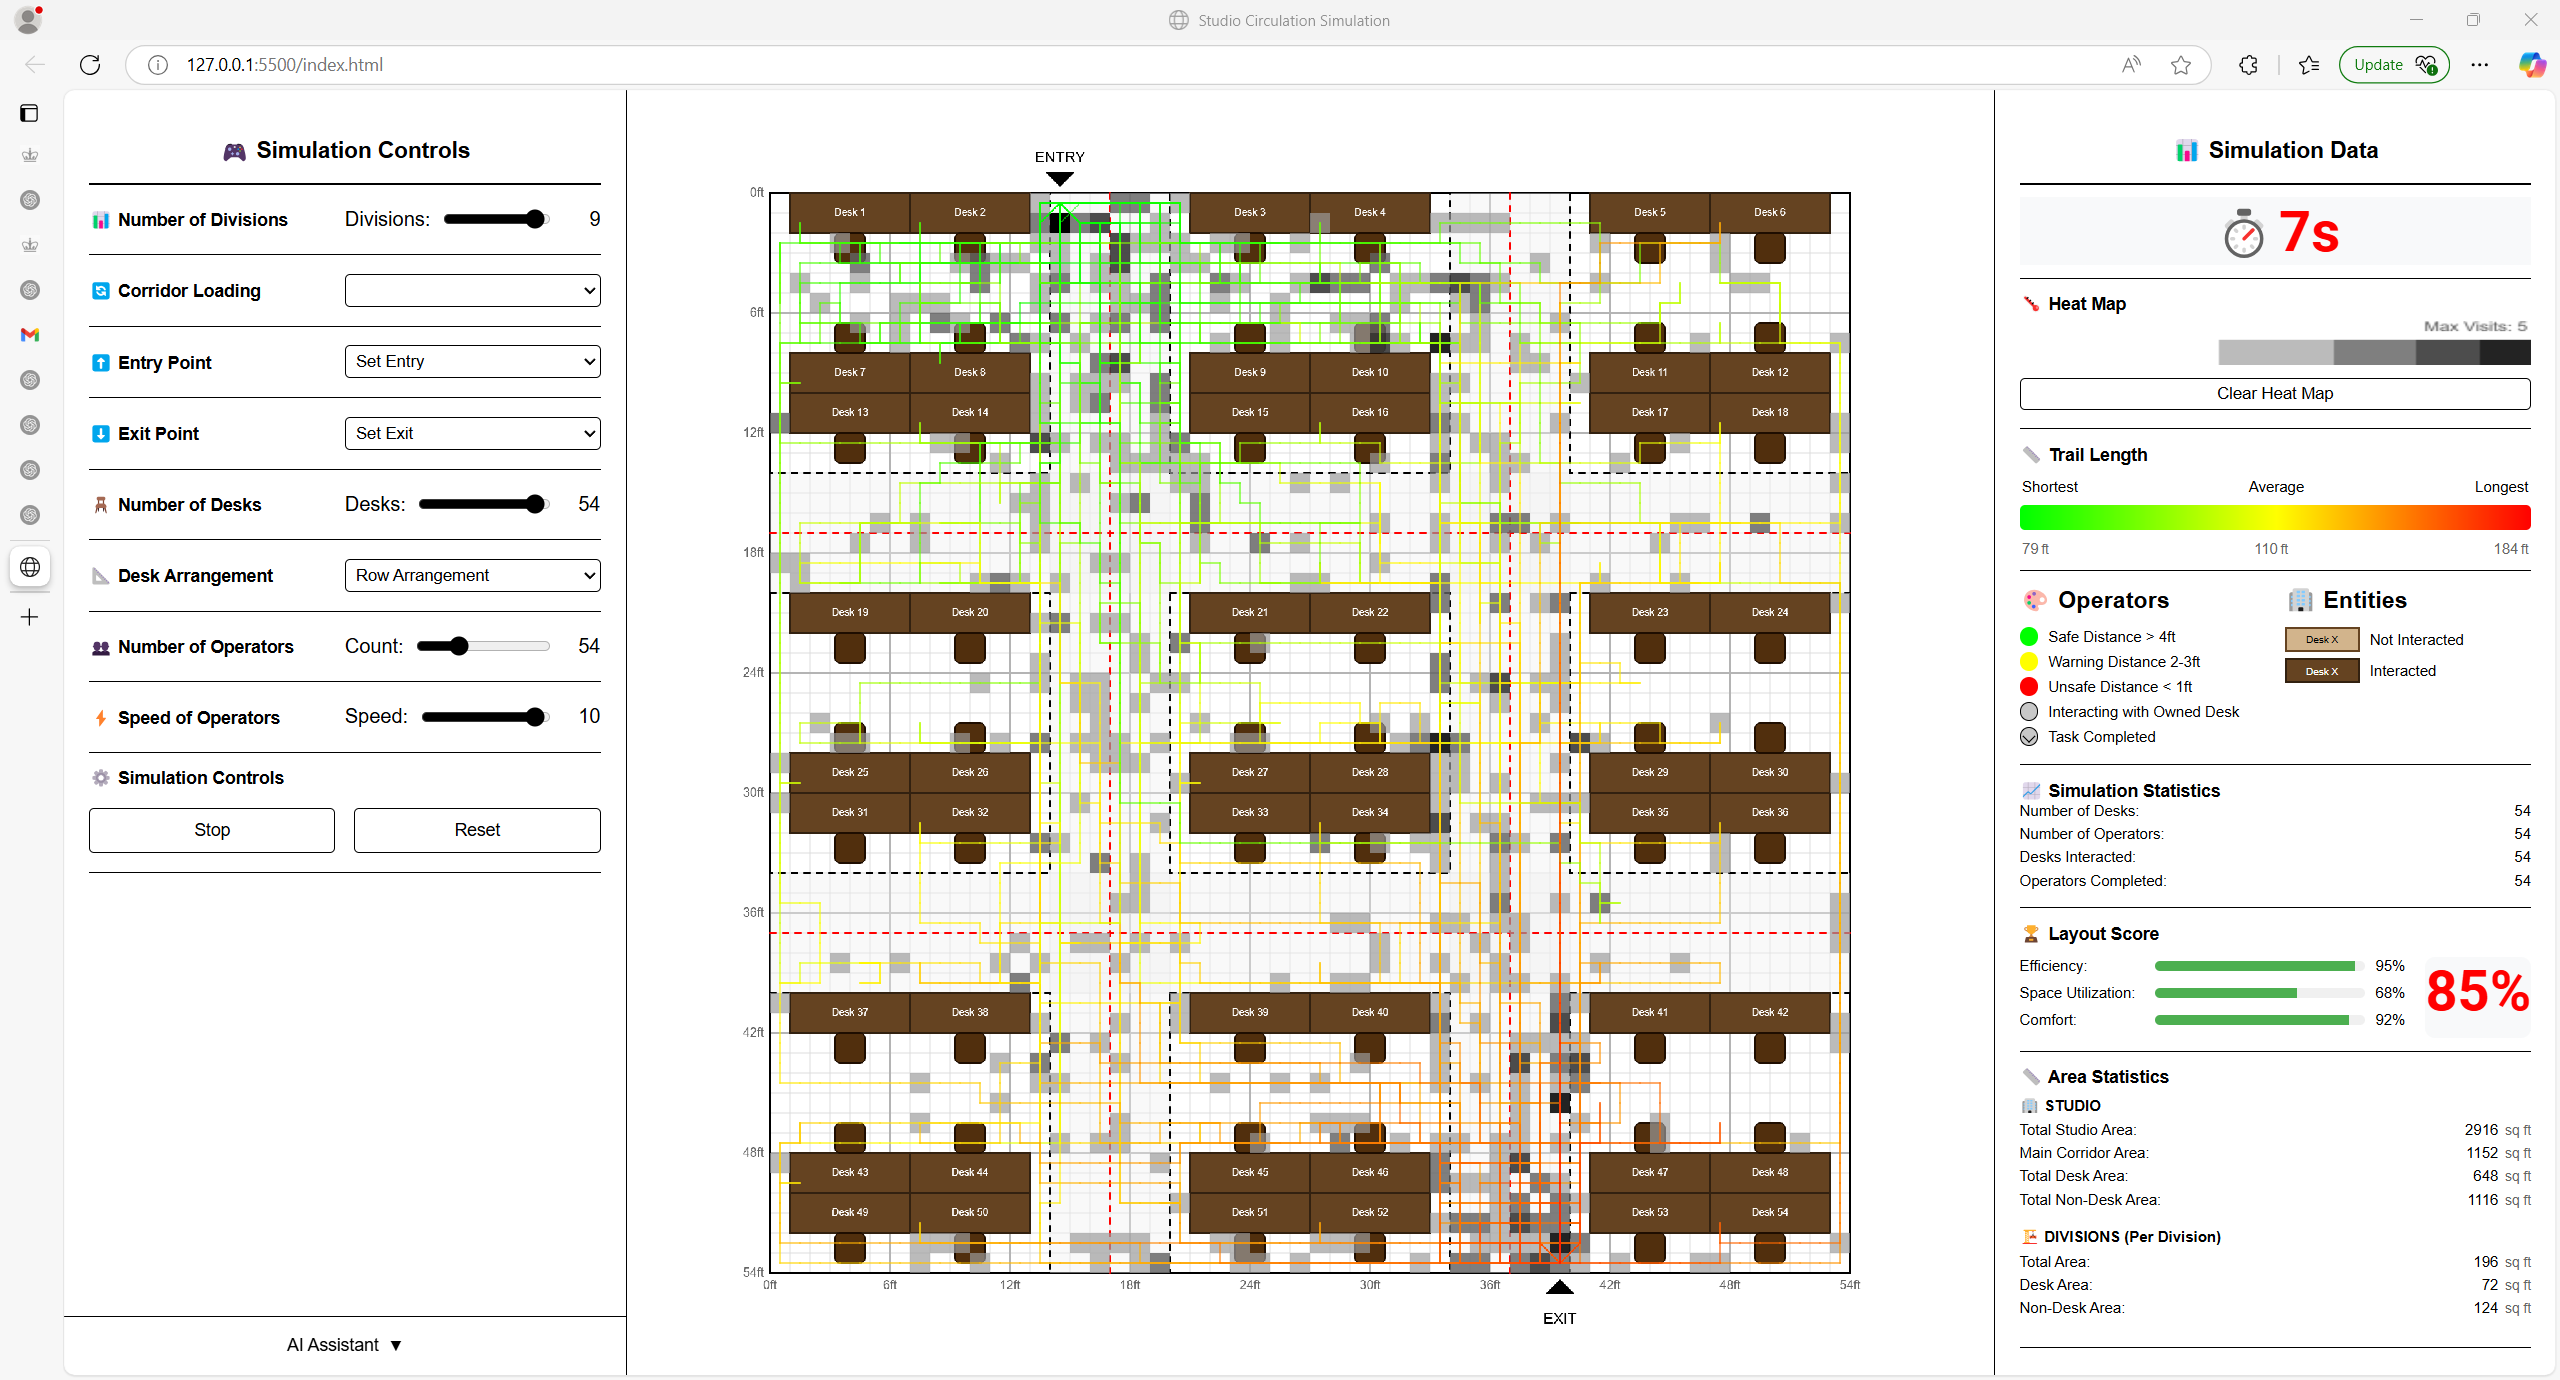 Studio Circulation Simulation
127.0.0.1:5500/index.html
Update
Simulation Controls
Number of Divisions
Divisions:
9
Corridor Loading
Entry Point
Set Entry
Exit Point
Set Exit
Number of Desks
Desks:
54
Desk Arrangement
Row Arrangement
Number of Operators
Count:
54
Speed of Operators
Speed:
10
Simulation Controls
Stop
Reset
AI Assistant ▼
ENTRY
0ft
6ft
12ft
18ft
24ft
30ft
36ft
42ft
48ft
54ft
Desk 1
Desk 2
Desk 3
Desk 4
Desk 5
Desk 6
Desk 7
Desk 8
Desk 9
Desk 10
Desk 11
Desk 12
Desk 13
Desk 14
Desk 15
Desk 16
Desk 17
Desk 18
Desk 19
Desk 20
Desk 21
Desk 22
Desk 23
Desk 24
Desk 25
Desk 26
Desk 27
Desk 28
Desk 29
Desk 30
Desk 31
Desk 32
Desk 33
Desk 34
Desk 35
Desk 36
Desk 37
Desk 38
Desk 39
Desk 40
Desk 41
Desk 42
Desk 43
Desk 44
Desk 45
Desk 46
Desk 47
Desk 48
Desk 49
Desk 50
Desk 51
Desk 52
Desk 53
Desk 54
0ft
6ft
12ft
18ft
24ft
30ft
36ft
42ft
48ft
54ft
EXIT
Simulation Data
7s
Heat Map
Max Visits: 5
Clear Heat Map
Trail Length
Shortest
Average
Longest
79 ft
110 ft
184 ft
Operators
Safe Distance > 4ft
Warning Distance 2-3ft
Unsafe Distance < 1ft
Interacting with Owned Desk
Task Completed
Entities
Desk X
Not Interacted
Desk X
Interacted
Simulation Statistics
Number of Desks:
54
Number of Operators:
54
Desks Interacted:
54
Operators Completed:
54
Layout Score
Efficiency:
95%
Space Utilization:
68%
Comfort:
92%
85%
Area Statistics
STUDIO
Total Studio Area:
2916 sq ft
Main Corridor Area:
1152 sq ft
Total Desk Area:
648 sq ft
Total Non-Desk Area:
1116 sq ft
DIVISIONS (Per Division)
Total Area:
196 sq ft
Desk Area:
72 sq ft
Non-Desk Area:
124 sq ft